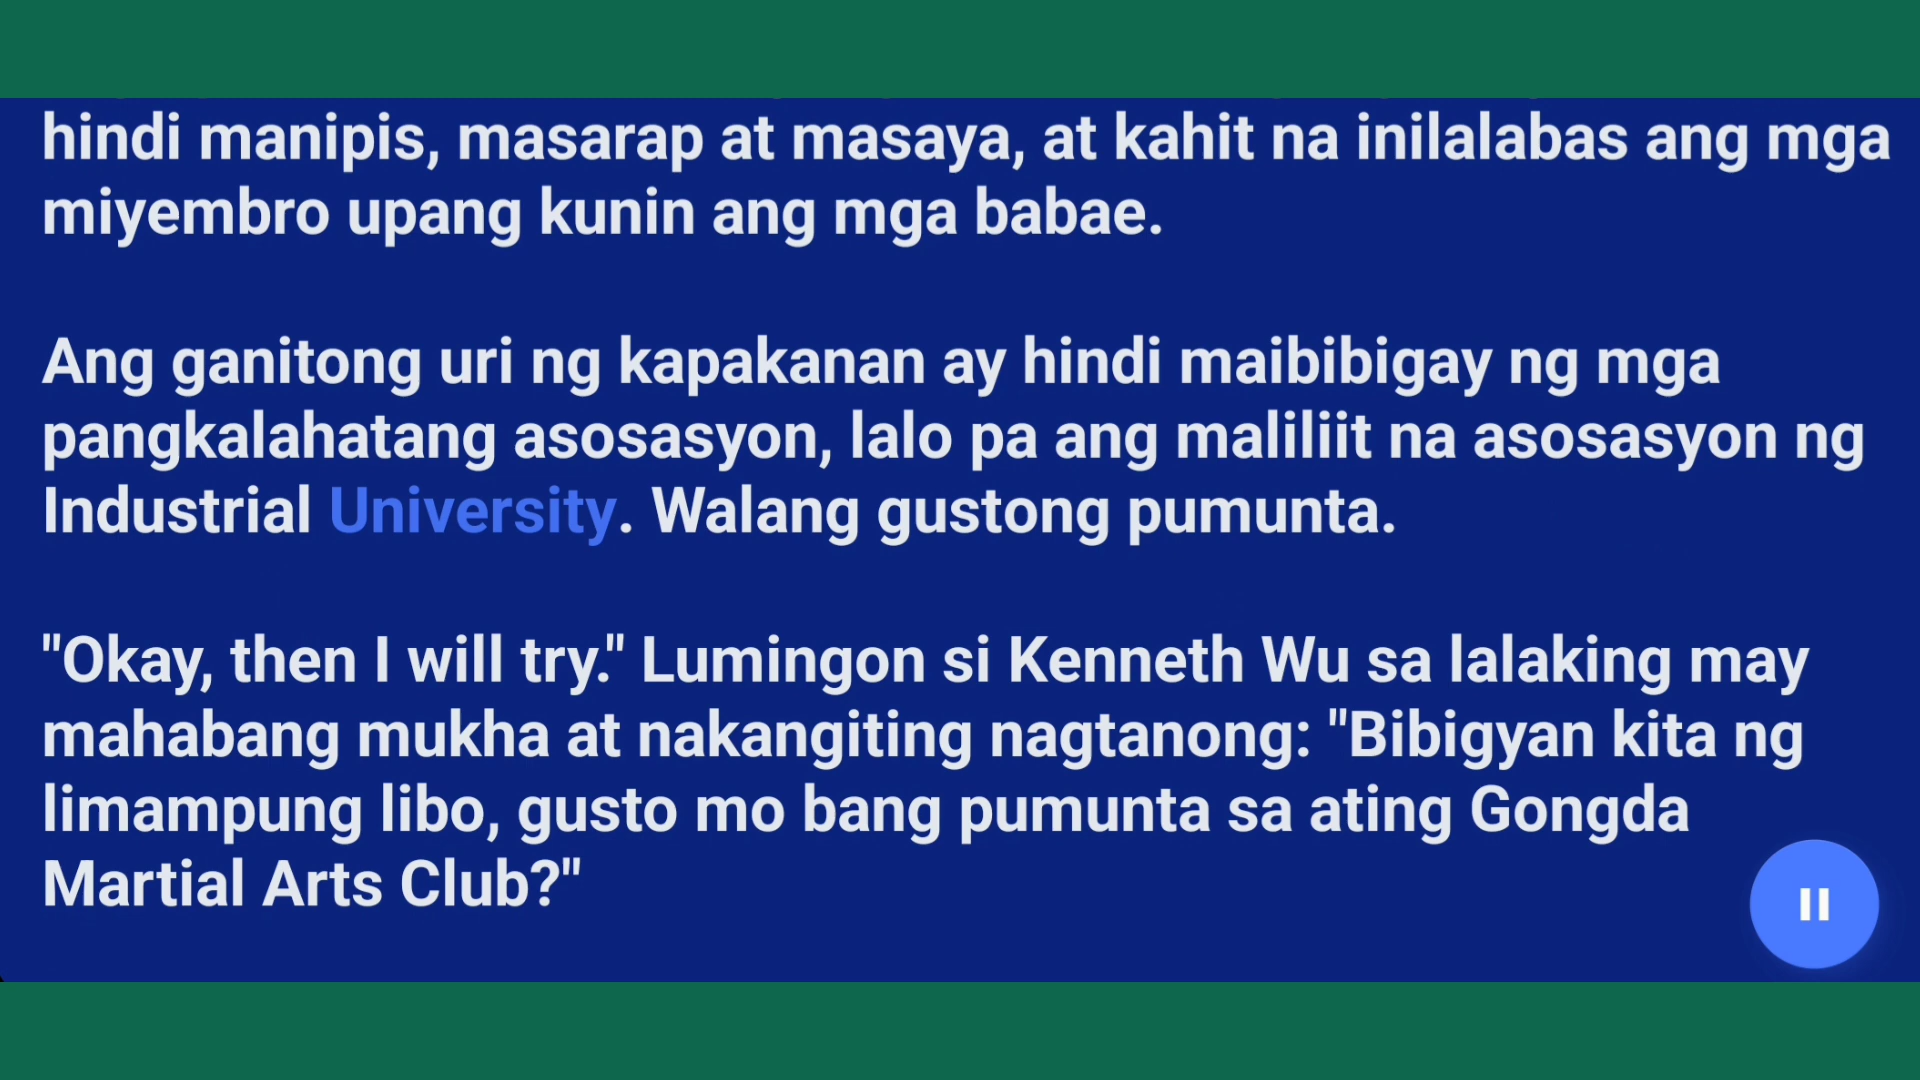 hindi manipis, masarap at masaya, at kahit na inilalabas ang mga
miyembro upang kunin ang mga babae.
Ang ganitong uri ng kapakanan ay hindi maibibigay ng mga
pangkalahatang asosasyon, lalo pa ang maliliit na asosasyon ng
Industrial University. Walang gustong pumunta.
"Okay, then I will try." Lumingon si Kenneth Wu sa lalaking may
mahabang mukha at nakangiting nagtanong: "Bibigyan kita ng
limampung libo, gusto mo bang pumunta sa ating Gongda
Martial Arts Club?"